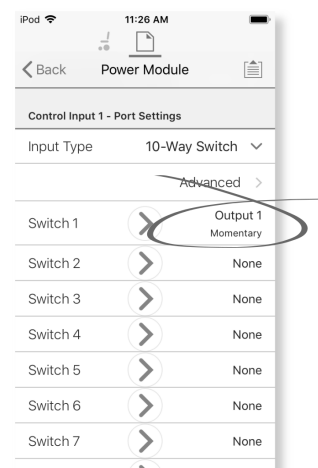 iPod 11:26 AM
Back Power Module
Control Input 1 - Port Settings
Input Type 10-Way Switch
Advanced
Switch 1 Output 1
Momentary
Switch 2 None
Switch 3 None
Switch 4 None
Switch 5 None
Switch 6 None
Switch 7 None